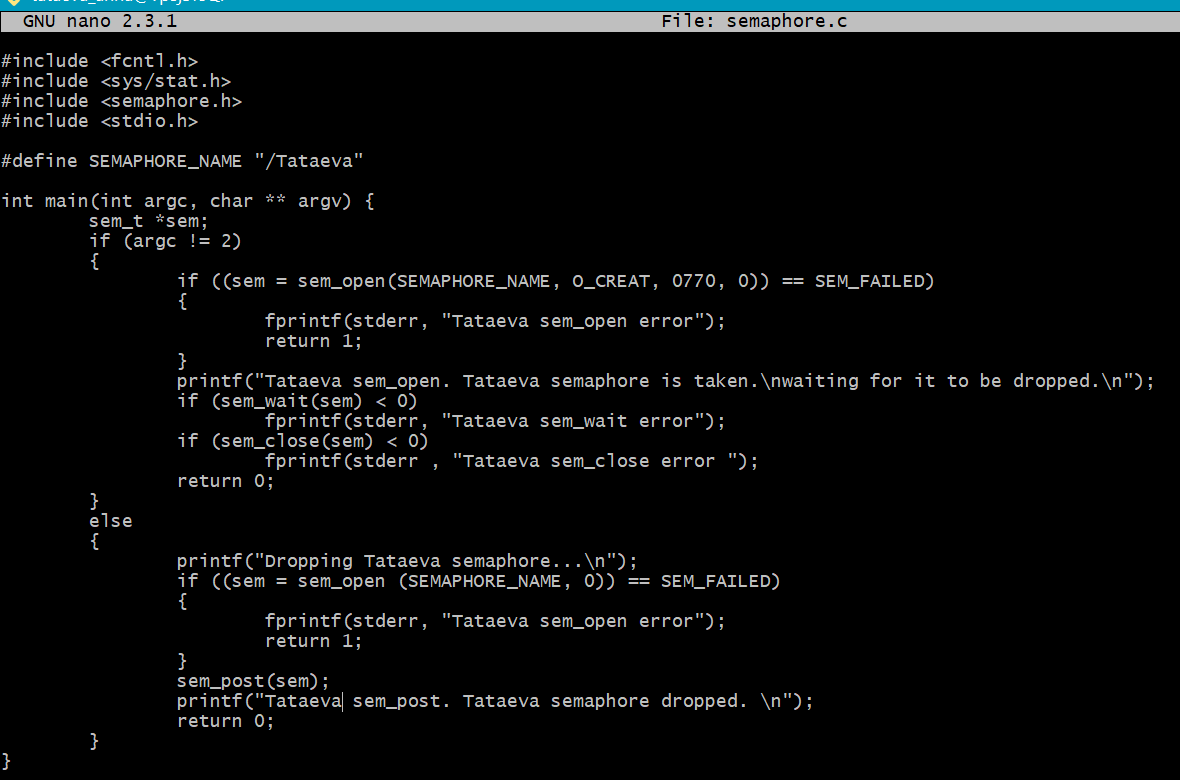 GNU nano 2.3.1 File: semaphore.c
#include <fcntl.h>
#include <sys/stat.h>
#include <semaphore.h>
#include <stdio.h>
#define SEMAPHORE_NAME "/Tataeva"
int main(int argc, char ** argv) {
        sem_t *sem;
        if (argc != 2)
        {
                if ((sem = sem_open(SEMAPHORE_NAME, O_CREAT, 0770, 0)) == SEM_FAILED)
                {
                        fprintf(stderr, "Tataeva sem_open error");
                        return 1;
                }
                printf("Tataeva sem_open. Tataeva semaphore is taken.\nwaiting for it to be dropped.\n");
                if (sem_wait(sem) < 0)
                        fprintf(stderr, "Tataeva sem_wait error");
                if (sem_close(sem) < 0)
                        fprintf(stderr , "Tataeva sem_close error ");
                return 0;
        }
        else
        {
                printf("Dropping Tataeva semaphore...\n");
                if ((sem = sem_open (SEMAPHORE_NAME, 0)) == SEM_FAILED)
                {
                        fprintf(stderr, "Tataeva sem_open error");
                        return 1;
                }
                sem_post(sem);
                printf("Tataeva sem_post. Tataeva semaphore dropped. \n");
                return 0;
        }
}